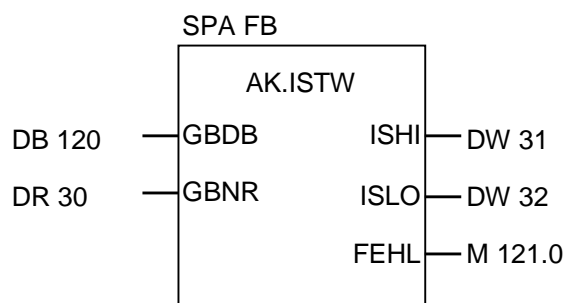 SPA FB
AK.ISTW
DB 120 GBDB ISHI DW 31
DR 30 GBNR ISLO DW 32
FEHL M 121.0